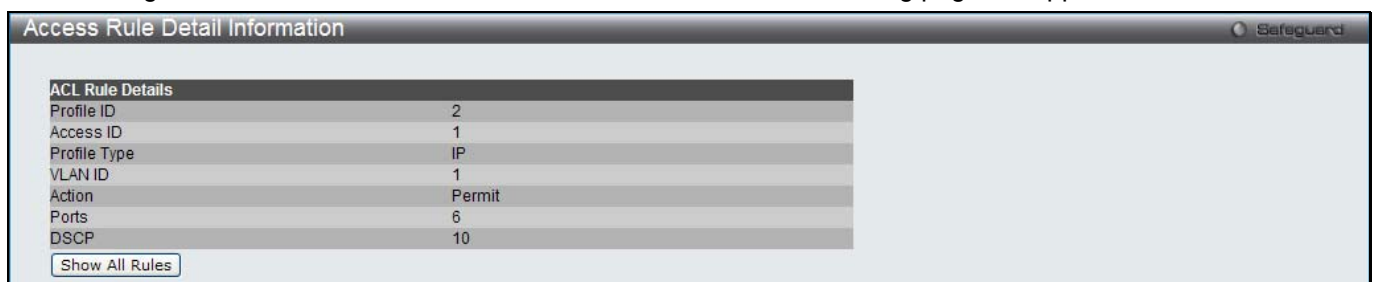 Access Rule Detail Information
Safeguard
ACL Rule Details
Profile ID 2
Access ID 1
Profile Type IP
VLAN ID 1
Action Permit
Ports 6
DSCP 10
Show All Rules